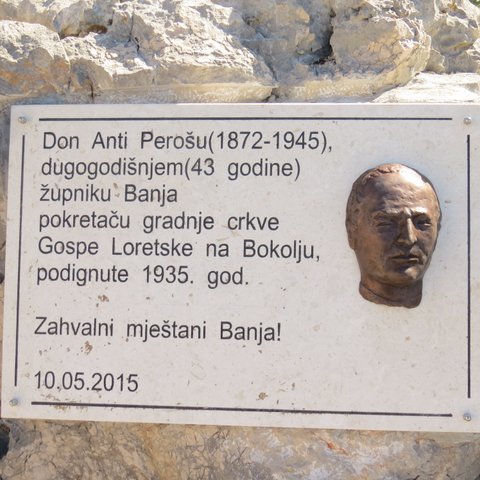 Don Anti Perošu(1872-1945),
dugogodišnjem(43 godine)
župniku Banja
pokretaču gradnje crkve
Gospe Loretske na Bokolju,
podignute 1935. god.
Zahvalni mještani Banja!
10.05.2015